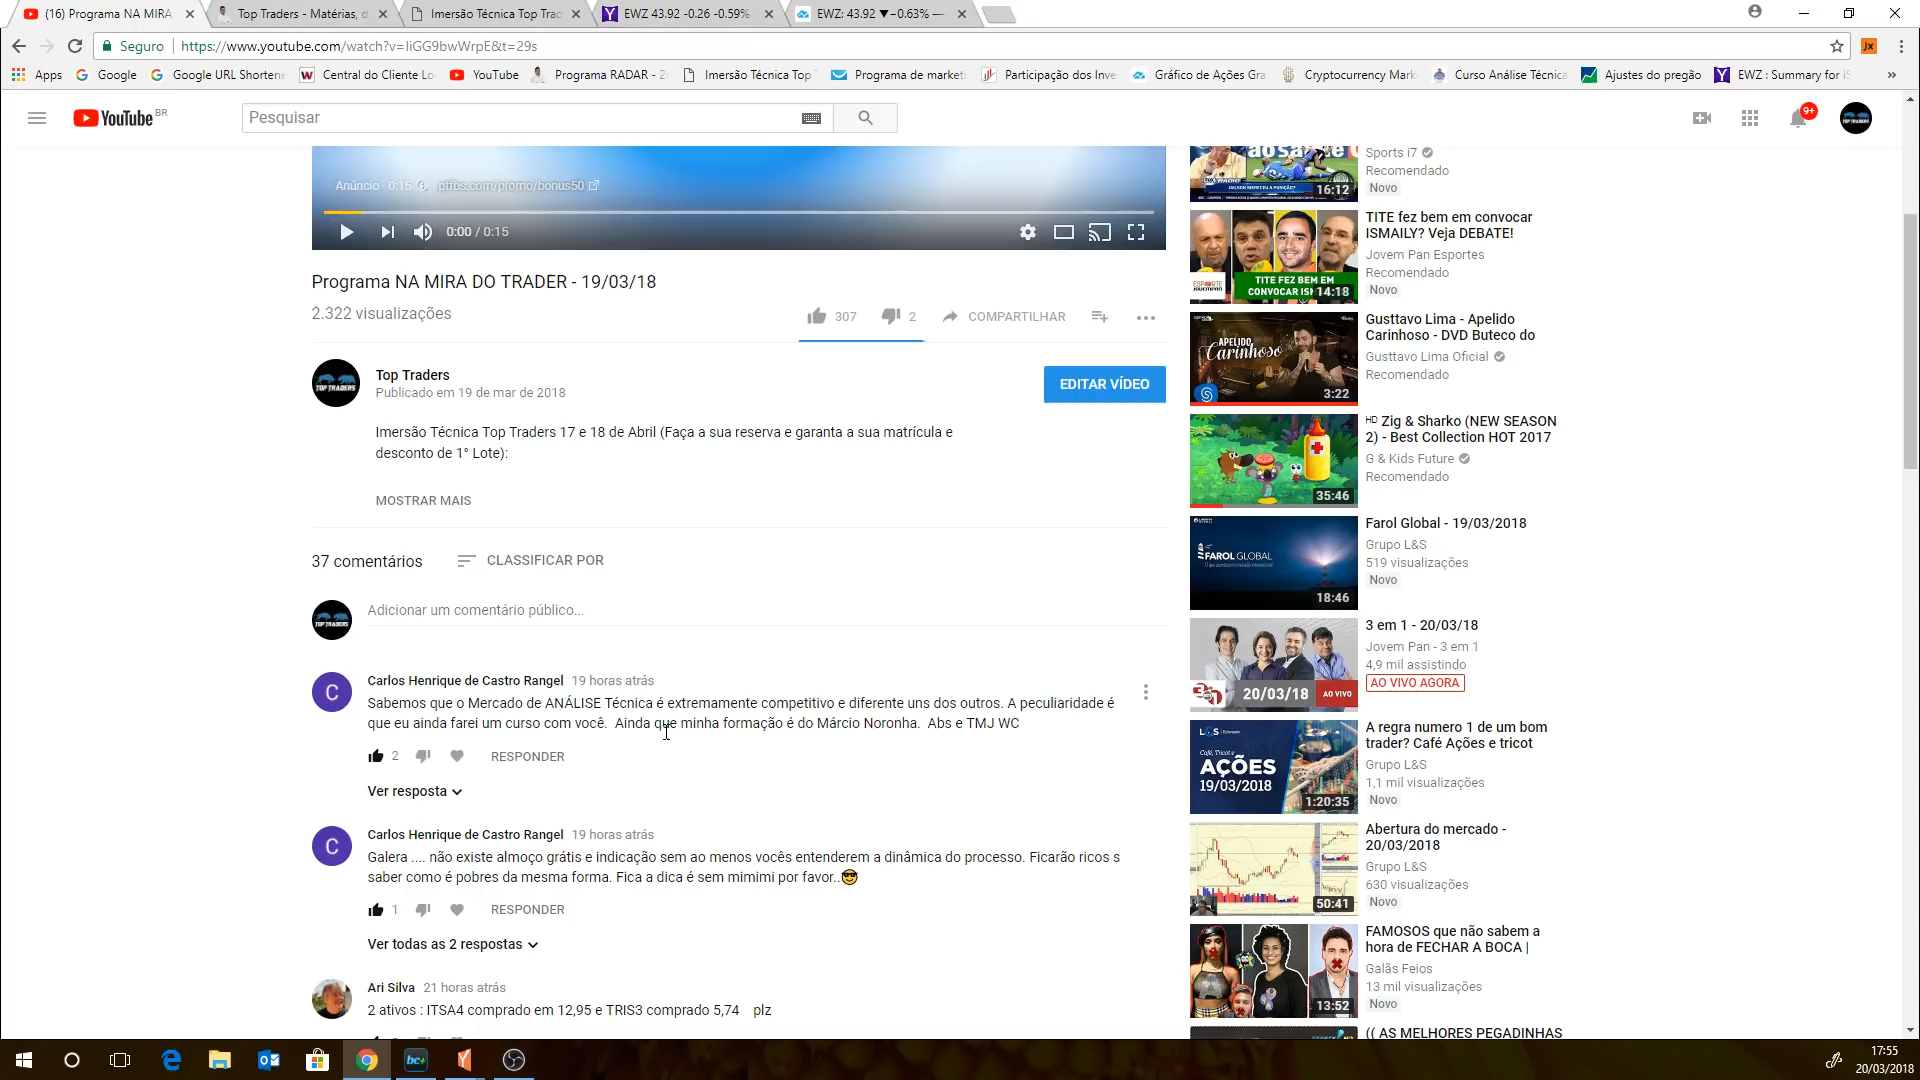 (16) Programa NA MIRA
Top Traders - Matérias, d
Imersão Técnica Top Trad
EWZ 43.92 -0.26 -0.59%
EWZ: 43.92 ▼−0.63% —
Seguro
https://www.youtube.com/watch?v=IiGG9bwWrpE&t=29s
Apps
Google
Google URL Shortene
Central do Cliente Lo
YouTube
Programa RADAR - 2
Imersão Técnica Top
Programa de marketi
Participação dos Inve
Gráfico de Ações Gra
Cryptocurrency Mark
Curso Análise Técnica
Ajustes do pregão
EWZ : Summary for iS
YouTube BR
Pesquisar
9+
Anúncio - 0:15
ptfbs.com/promo/bonus50
0:00 / 0:15
Programa NA MIRA DO TRADER - 19/03/18
2.322 visualizações
307
2
COMPARTILHAR
TOP TRADERS
Top Traders
Publicado em 19 de mar de 2018
EDITAR VÍDEO
Imersão Técnica Top Traders 17 e 18 de Abril (Faça a sua reserva e garanta a sua matrícula e
desconto de 1° Lote):
MOSTRAR MAIS
37 comentários
CLASSIFICAR POR
TOP TRADERS
Adicionar um comentário público...
C
Carlos Henrique de Castro Rangel 19 horas atrás
Sabemos que o Mercado de ANÁLISE Técnica é extremamente competitivo e diferente uns dos outros. A peculiaridade é
que eu ainda farei um curso com você. Ainda que minha formação é do Márcio Noronha. Abs e TMJ WC
2
RESPONDER
Ver resposta
C
Carlos Henrique de Castro Rangel 19 horas atrás
Galera .... não existe almoço grátis e indicação sem ao menos vocês entenderem a dinâmica do processo. Ficarão ricos s
saber como é pobres da mesma forma. Fica a dica é sem mimimi por favor..😎
1
RESPONDER
Ver todas as 2 respostas
Ari Silva 21 horas atrás
2 ativos : ITSA4 comprado em 12,95 e TRIS3 comprado 5,74 plz
16:12
Sports i7
Recomendado
Novo
TITE FEZ BEM EM
CONVOCAR
14:18
TITE fez bem em convocar
ISMAILY? Veja DEBATE!
Jovem Pan Esportes
Recomendado
Novo
APELIDO
Carinhoso
3:22
Gusttavo Lima - Apelido
Carinhoso - DVD Buteco do
Gusttavo Lima Oficial
Recomendado
35:46
HD Zig & Sharko (NEW SEASON
2) - Best Collection HOT 2017
G & Kids Future
Recomendado
FAROL GLOBAL
18:46
Farol Global - 19/03/2018
Grupo L&S
519 visualizações
Novo
20/03/18
AO VIVO
3 em 1 - 20/03/18
Jovem Pan - 3 em 1
4,9 mil assistindo
AO VIVO AGORA
L&S
Café, Tricot e
AÇÕES
19/03/2018
1:20:35
A regra numero 1 de um bom
trader? Café Ações e tricot
Grupo L&S
1,1 mil visualizações
Novo
50:41
Abertura do mercado -
20/03/2018
Grupo L&S
630 visualizações
Novo
13:52
FAMOSOS que não sabem a
hora de FECHAR A BOCA |
Galãs Feios
13 mil visualizações
Novo
(( AS MELHORES PEGADINHAS
bc+
17:55
20/03/2018